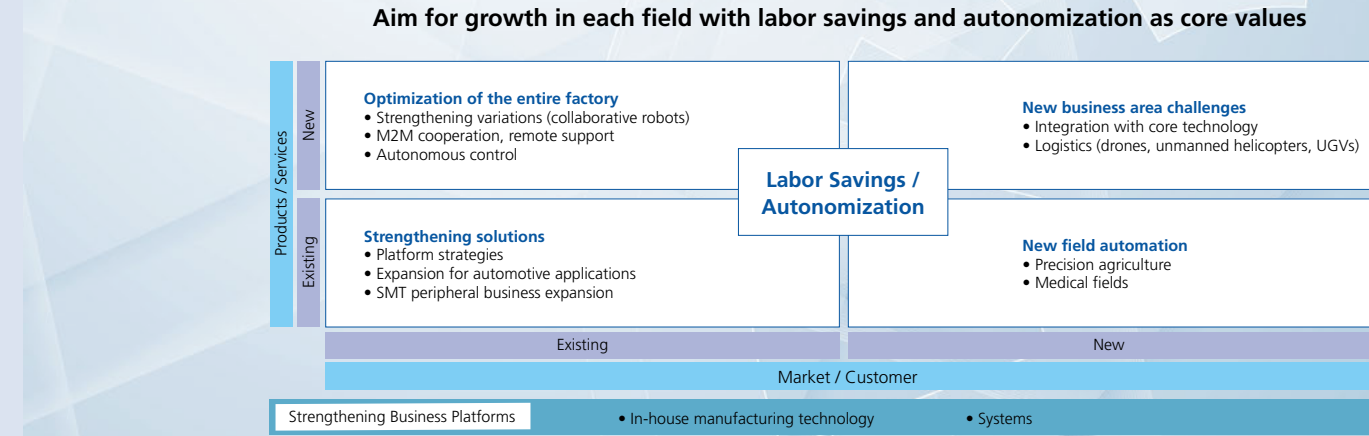 Aim for growth in each field with labor savings and autonomization as core values
Products / Services
New
Optimization of the entire factory
• Strengthening variations (collaborative robots)
• M2M cooperation, remote support
• Autonomous control
New business area challenges
• Integration with core technology
• Logistics (drones, unmanned helicopters, UGVs)
Labor Savings /
Autonomization
Existing
Strengthening solutions
• Platform strategies
• Expansion for automotive applications
• SMT peripheral business expansion
New field automation
• Precision agriculture
• Medical fields
Existing
New
Market / Customer
Strengthening Business Platforms
• In-house manufacturing technology
• Systems